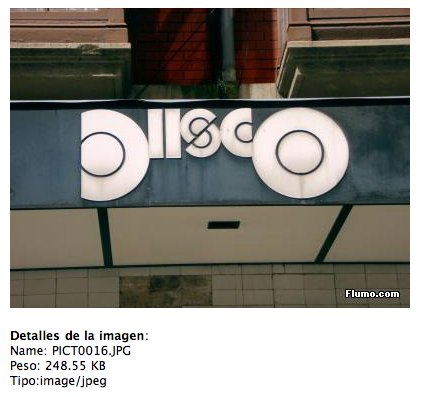 DISCO
Flumo.com
Detalles de la imagen:
Name: PICT0016.JPG
Peso: 248.55 KB
Tipo:image/jpeg